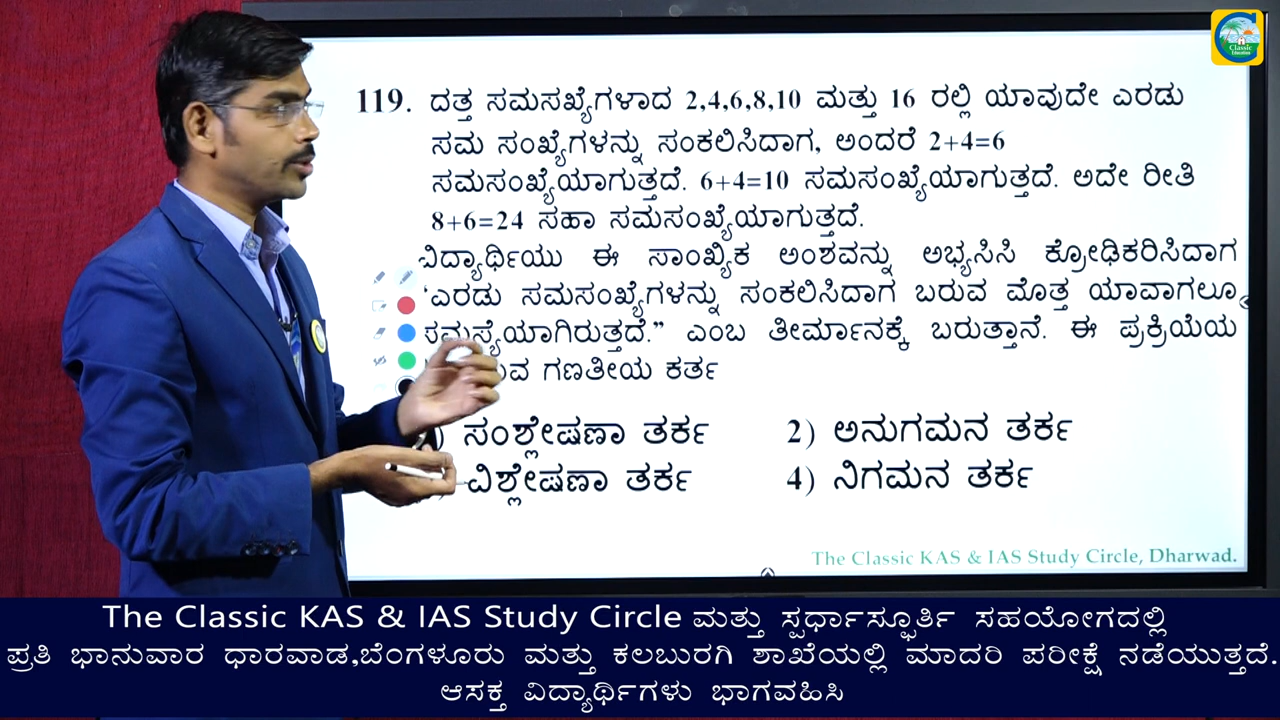 Classic
Education
119. ದತ್ತ ಸಮಸಖ್ಯೆಗಳಾದ 2,4,6,8,10 ಮತ್ತು 16 ರಲ್ಲಿ ಯಾವುದೇ ಎರಡು
ಸಮ ಸಂಖ್ಯೆಗಳನ್ನು ಸಂಕಲಿಸಿದಾಗ, ಅಂದರೆ 2+4=6
ಸಮಸಂಖ್ಯೆಯಾಗುತ್ತದೆ. 6+4=10 ಸಮಸಂಖ್ಯೆಯಾಗುತ್ತದೆ. ಅದೇ ರೀತಿ
8+6=24 ಸಹಾ ಸಮಸಂಖ್ಯೆಯಾಗುತ್ತದೆ.
ವಿದ್ಯಾರ್ಥಿಯು ಈ ಸಾಂಖ್ಯಿಕ ಅಂಶವನ್ನು ಅಭ್ಯಸಿಸಿ ಕ್ರೋಢಿಕರಿಸಿದಾಗ
‘ಎರಡು ಸಮಸಂಖ್ಯೆಗಳನ್ನು ಸಂಕಲಿಸಿದಾಗ ಬರುವ ಮೊತ್ತ ಯಾವಾಗಲೂ
ಸಮಸ್ಯೆಯಾಗಿರುತ್ತದೆ.” ಎಂಬ ತೀರ್ಮಾನಕ್ಕೆ ಬರುತ್ತಾನೆ. ಈ ಪ್ರಕ್ರಿಯೆಯ
ಗಣತೀಯ ಕರ್ತ
) ಸಂಶ್ಲೇಷಣಾ ತರ್ಕ 2) ಅನುಗಮನ ತರ್ಕ
ವಿಶ್ಲೇಷಣಾ ತರ್ಕ 4) ನಿಗಮನ ತರ್ಕ
The Classic KAS & IAS Study Circle, Dharwad.
The Classic KAS & IAS Study Circle ಮತ್ತು ಸ್ಪರ್ಧಾಸ್ಫೂರ್ತಿ ಸಹಯೋಗದಲ್ಲಿ
ಪ್ರತಿ ಭಾನುವಾರ ಧಾರವಾಡ,ಬೆಂಗಳೂರು ಮತ್ತು ಕಲಬುರಗಿ ಶಾಖೆಯಲ್ಲಿ ಮಾದರಿ ಪರೀಕ್ಷೆ ನಡೆಯುತ್ತದೆ.
ಆಸಕ್ತ ವಿದ್ಯಾರ್ಥಿಗಳು ಭಾಗವಹಿಸಿ